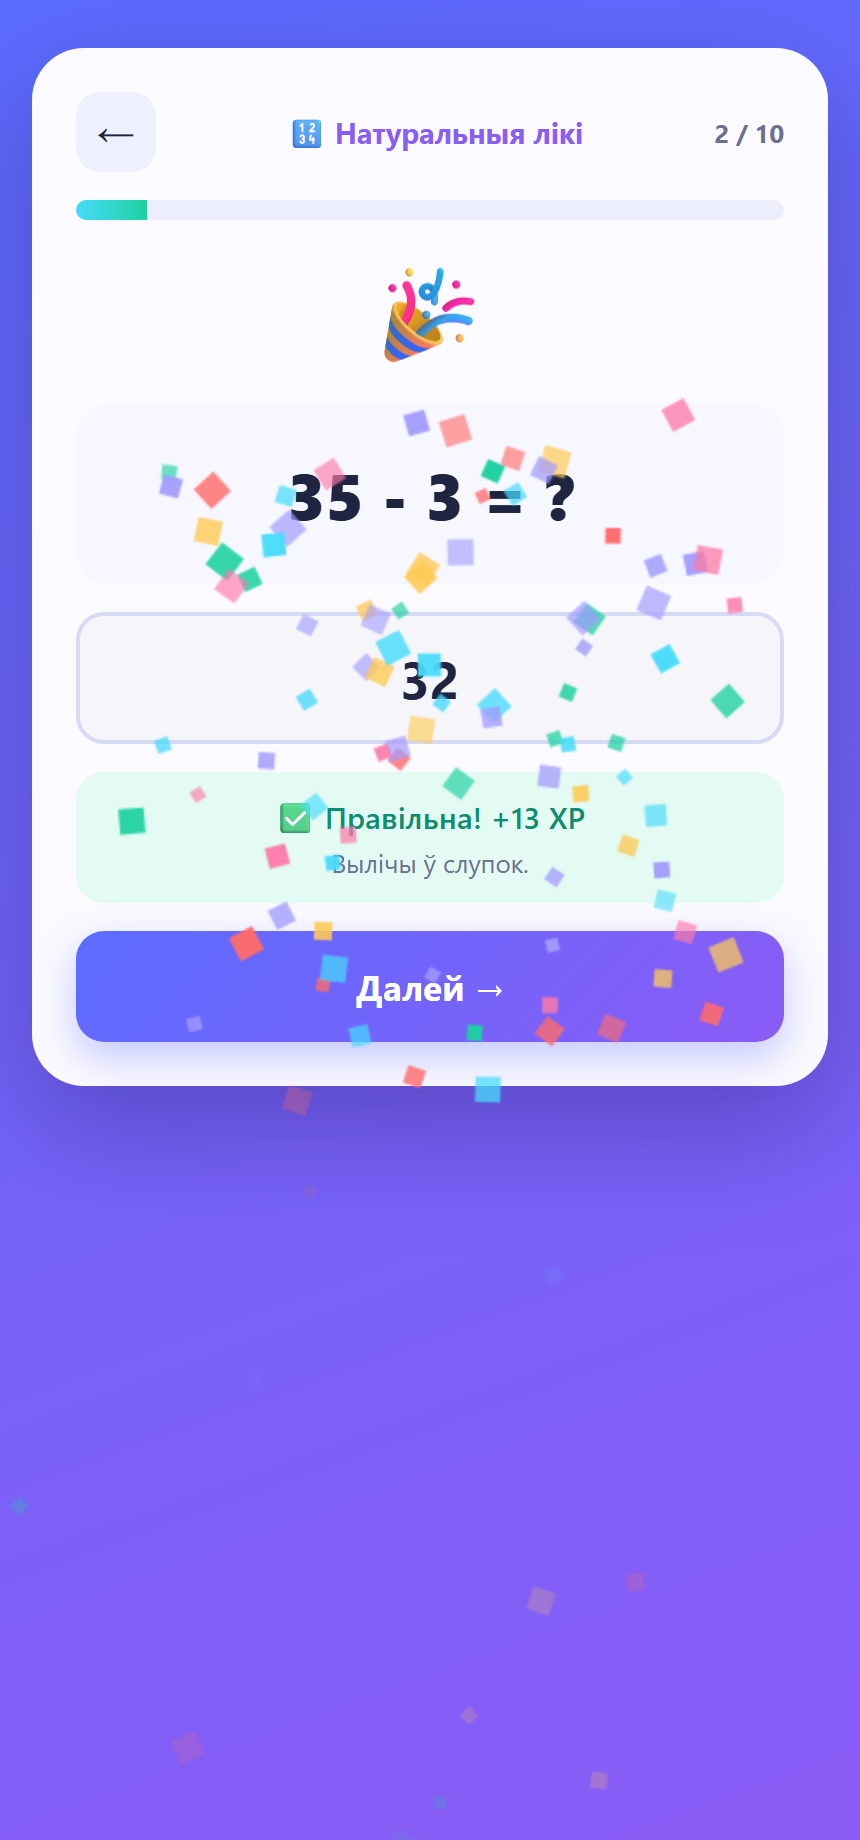 ←
🔢 Натуральныя лікі
2 / 10
35 - 3 = ?
32
✅ Правільна! +13 XP
Вылічы ў слупок.
Далей →